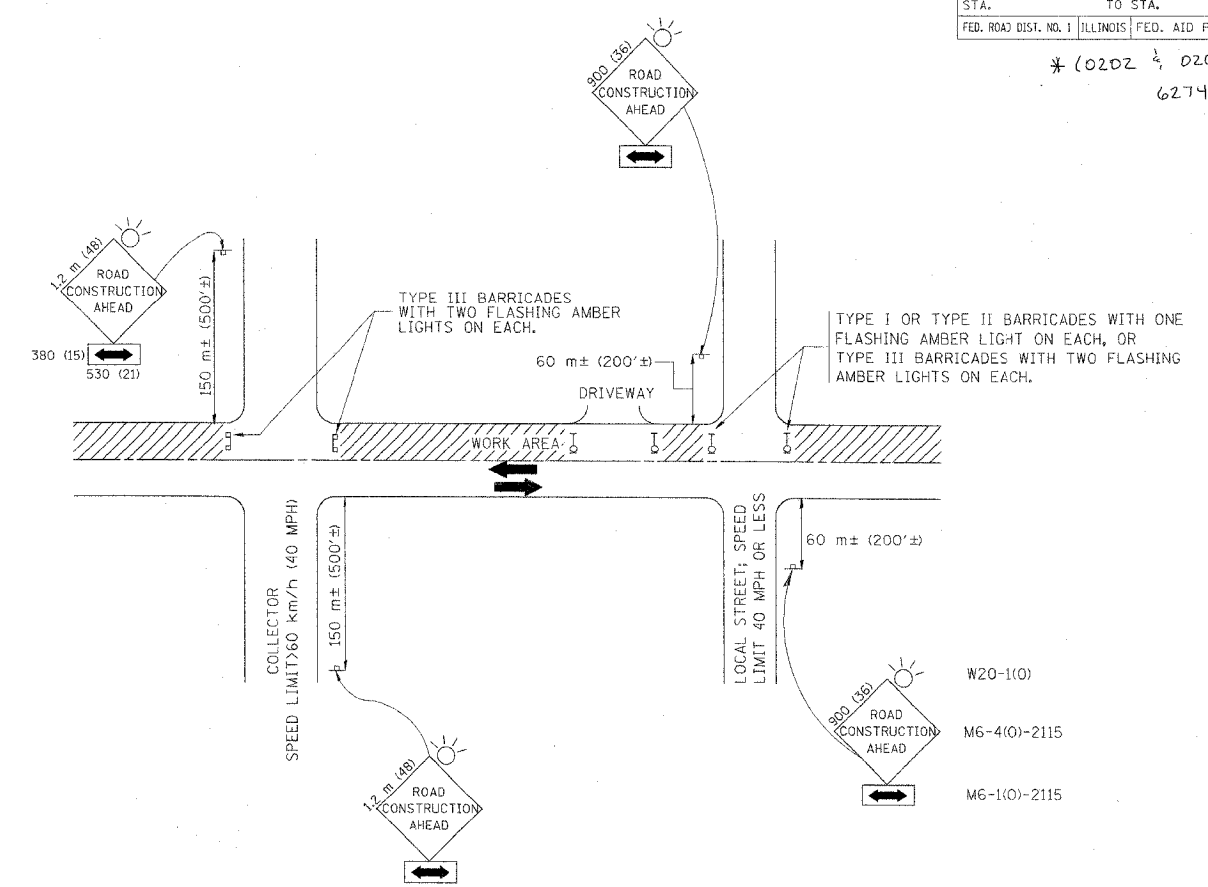 STA. TO STA.
FED. ROAD DIST. NO. 1 ILLINOIS FED. AID
* (0202 &
6274
900 (36)
ROAD
CONSTRUCTION
AHEAD
1.2 m (48)
ROAD
CONSTRUCTION
AHEAD
380 (15)
530 (21)
150 m± (500'±)
TYPE III BARRICADES
WITH TWO FLASHING AMBER
LIGHTS ON EACH.
60 m± (200'±)
DRIVEWAY
TYPE I OR TYPE II BARRICADES WITH ONE
FLASHING AMBER LIGHT ON EACH, OR
TYPE III BARRICADES WITH TWO FLASHING
AMBER LIGHTS ON EACH.
WORK AREA
COLLECTOR
SPEED LIMIT>60 km/h (40 MPH)
150 m± (500'±)
LOCAL STREET; SPEED
LIMIT 40 MPH OR LESS
60 m± (200'±)
1.2 m (48)
ROAD
CONSTRUCTION
AHEAD
900 (36)
ROAD
CONSTRUCTION
AHEAD
W20-1(O)
M6-4(O)-2115
M6-1(O)-2115